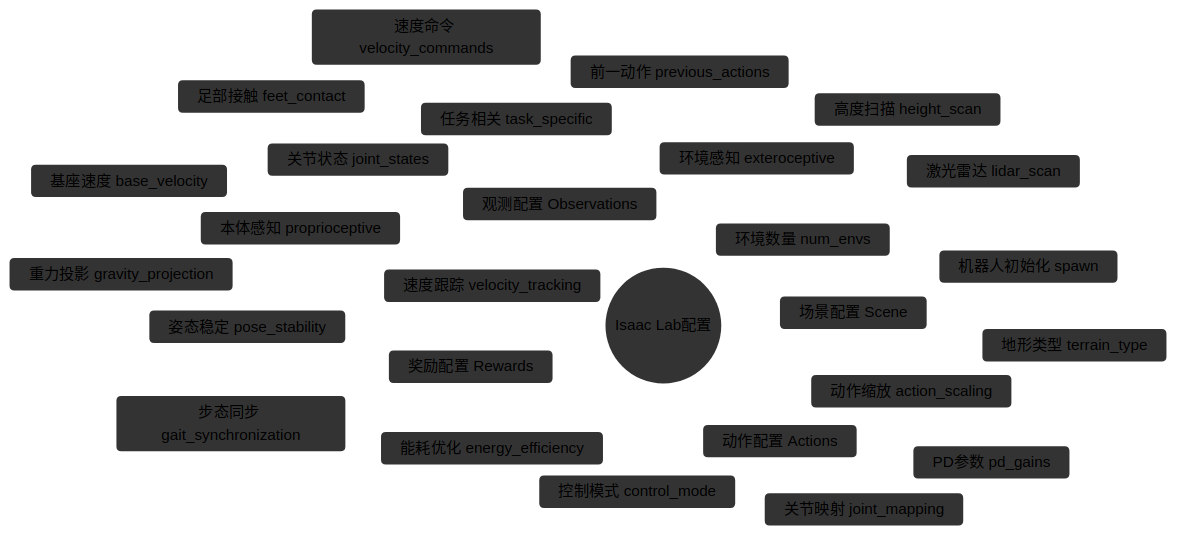 速度命令
velocity_commands
前一动作 previous_actions
足部接触 feet_contact
高度扫描 height_scan
任务相关 task_specific
关节状态 joint_states
环境感知 exteroceptive
激光雷达 lidar_scan
基座速度 base_velocity
观测配置 Observations
本体感知 proprioceptive
环境数量 num_envs
重力投影 gravity_projection
机器人初始化 spawn
速度跟踪 velocity_tracking
场景配置 Scene
Isaac Lab配置
姿态稳定 pose_stability
地形类型 terrain_type
奖励配置 Rewards
动作缩放 action_scaling
步态同步
gait_synchronization
动作配置 Actions
能耗优化 energy_efficiency
PD参数 pd_gains
控制模式 control_mode
关节映射 joint_mapping